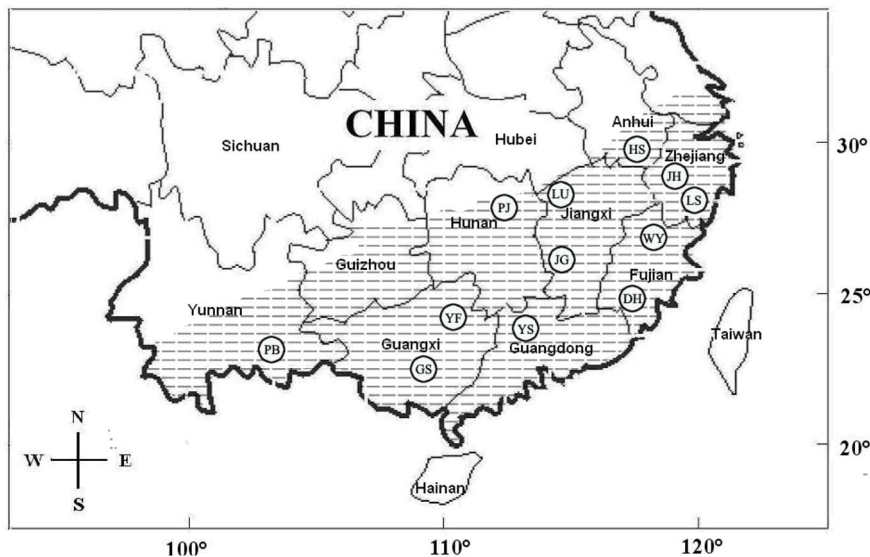 Anhui
CHINA
Hubei
30°
Sichuan
HS
Zhejiang
JH
LU
LS
PJ
Jiangxi
Hunan
WY
JG
Guizhou
Fujian
DH
25°
Yunnan
YF
YS
Taiwan
PB
Guangxi
Guangdong
GS
N
20°
W
E
S
Hainan
100°
110°
120°